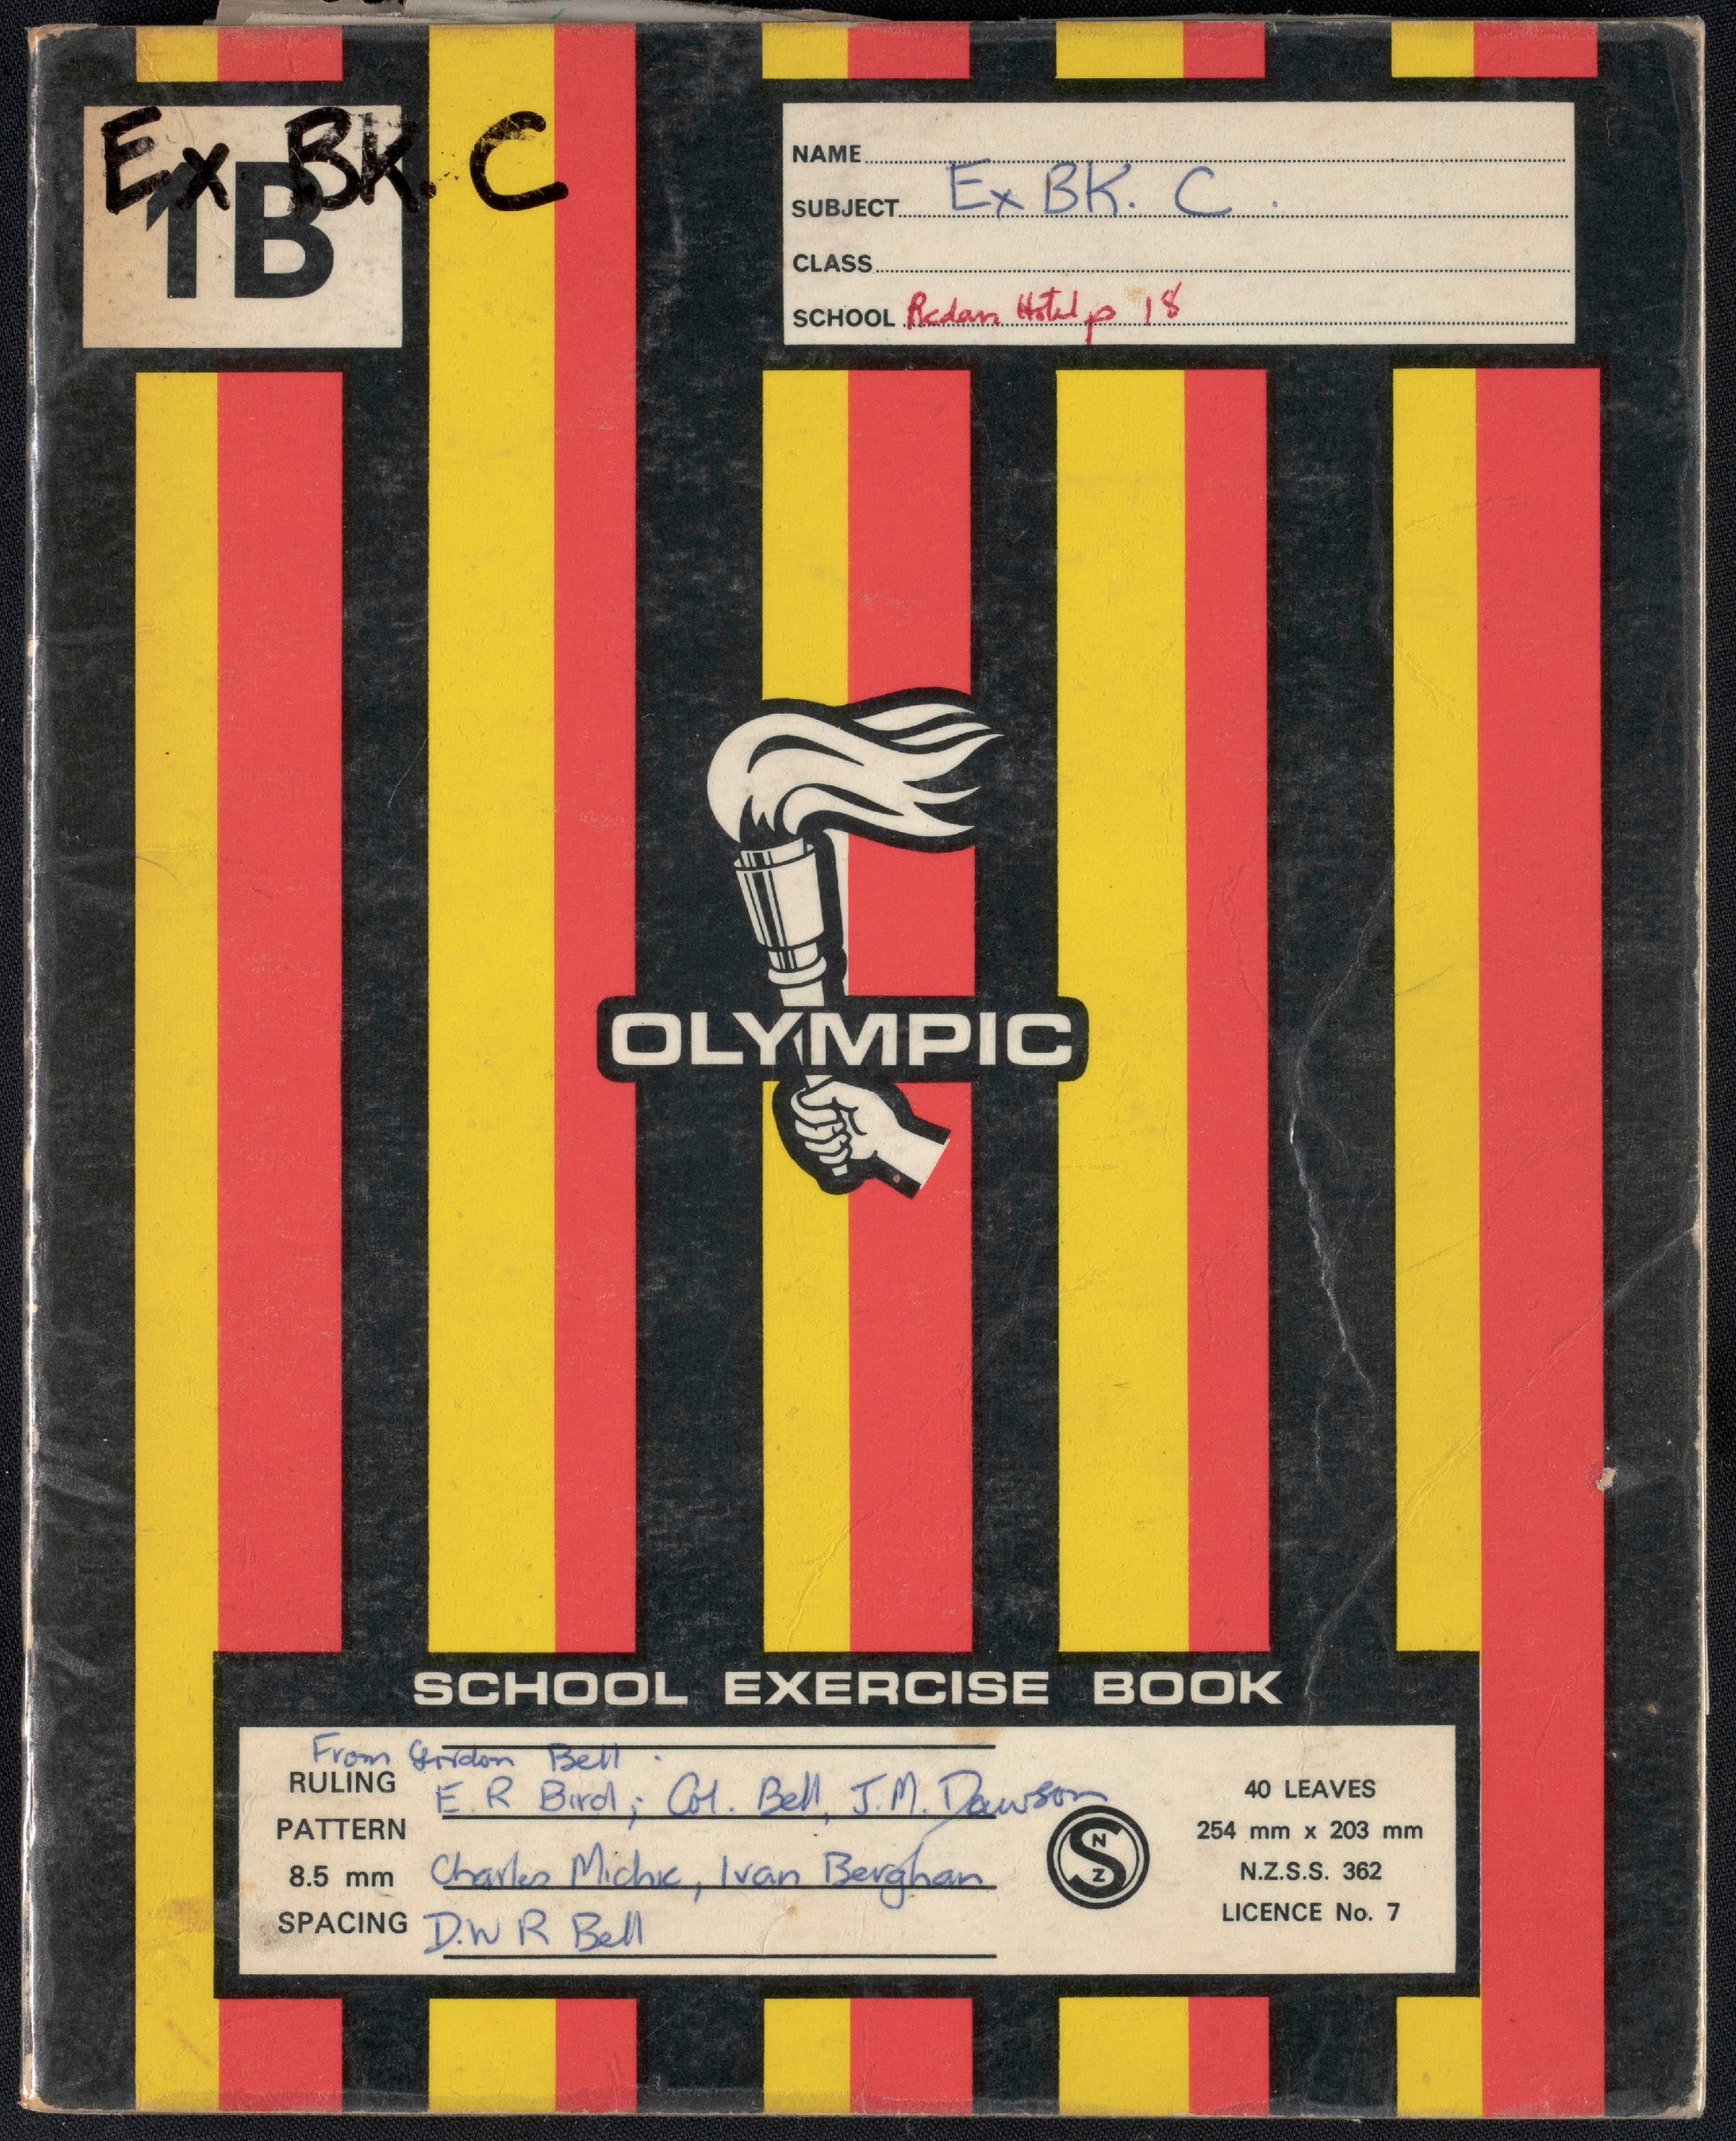 Ex BK. C
1B
NAME
SUBJECT Ex BK. C.
CLASS
SCHOOL Redan Hotel p 18
OLYMPIC
SCHOOL EXERCISE BOOK
From Gordon Bell.
RULING E. R Bird; Col. Bell, J.M. Dawson
PATTERN
8.5 mm Charles Michie, Ivan Berghan
SPACING D.W R Bell
NZS
40 LEAVES
254 mm x 203 mm
N.Z.S.S. 362
LICENCE No. 7